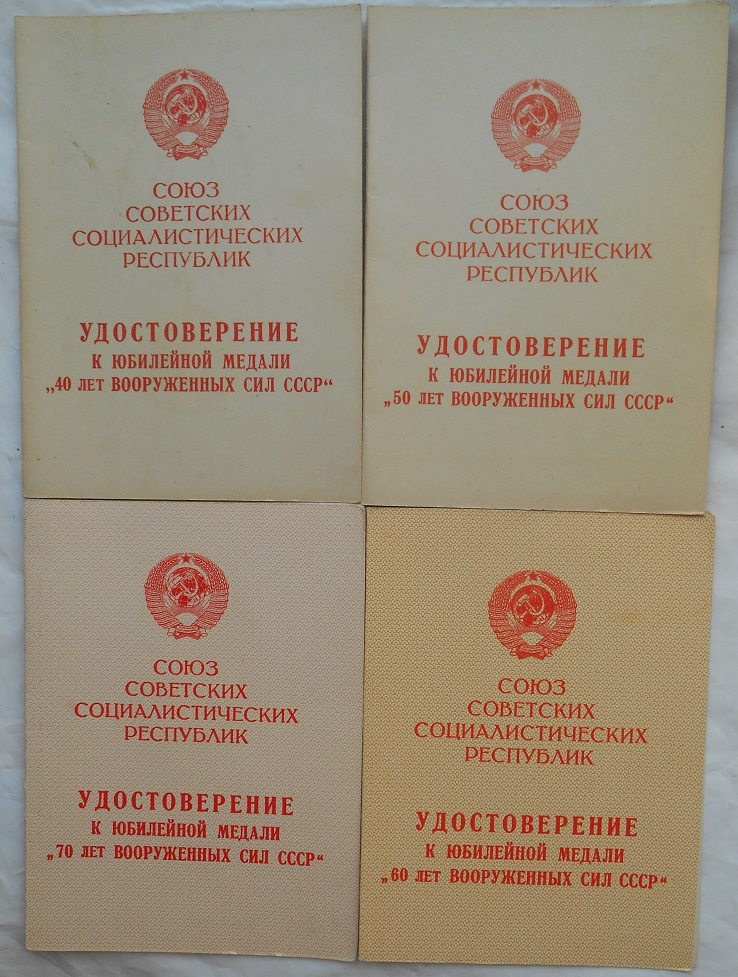 СОЮЗ
СОВЕТСКИХ
СОЦИАЛИСТИЧЕСКИХ
РЕСПУБЛИК
УДОСТОВЕРЕНИЕ
К ЮБИЛЕЙНОЙ МЕДАЛИ
„40 ЛЕТ ВООРУЖЕННЫХ СИЛ СССР“
СОЮЗ
СОВЕТСКИХ
СОЦИАЛИСТИЧЕСКИХ
РЕСПУБЛИК
УДОСТОВЕРЕНИЕ
К ЮБИЛЕЙНОЙ МЕДАЛИ
„50 ЛЕТ ВООРУЖЕННЫХ СИЛ СССР“
СОЮЗ
СОВЕТСКИХ
СОЦИАЛИСТИЧЕСКИХ
РЕСПУБЛИК
УДОСТОВЕРЕНИЕ
К ЮБИЛЕЙНОЙ МЕДАЛИ
„70 ЛЕТ ВООРУЖЕННЫХ СИЛ СССР“
СОЮЗ
СОВЕТСКИХ
СОЦИАЛИСТИЧЕСКИХ
РЕСПУБЛИК
УДОСТОВЕРЕНИЕ
К ЮБИЛЕЙНОЙ МЕДАЛИ
„60 ЛЕТ ВООРУЖЕННЫХ СИЛ СССР“